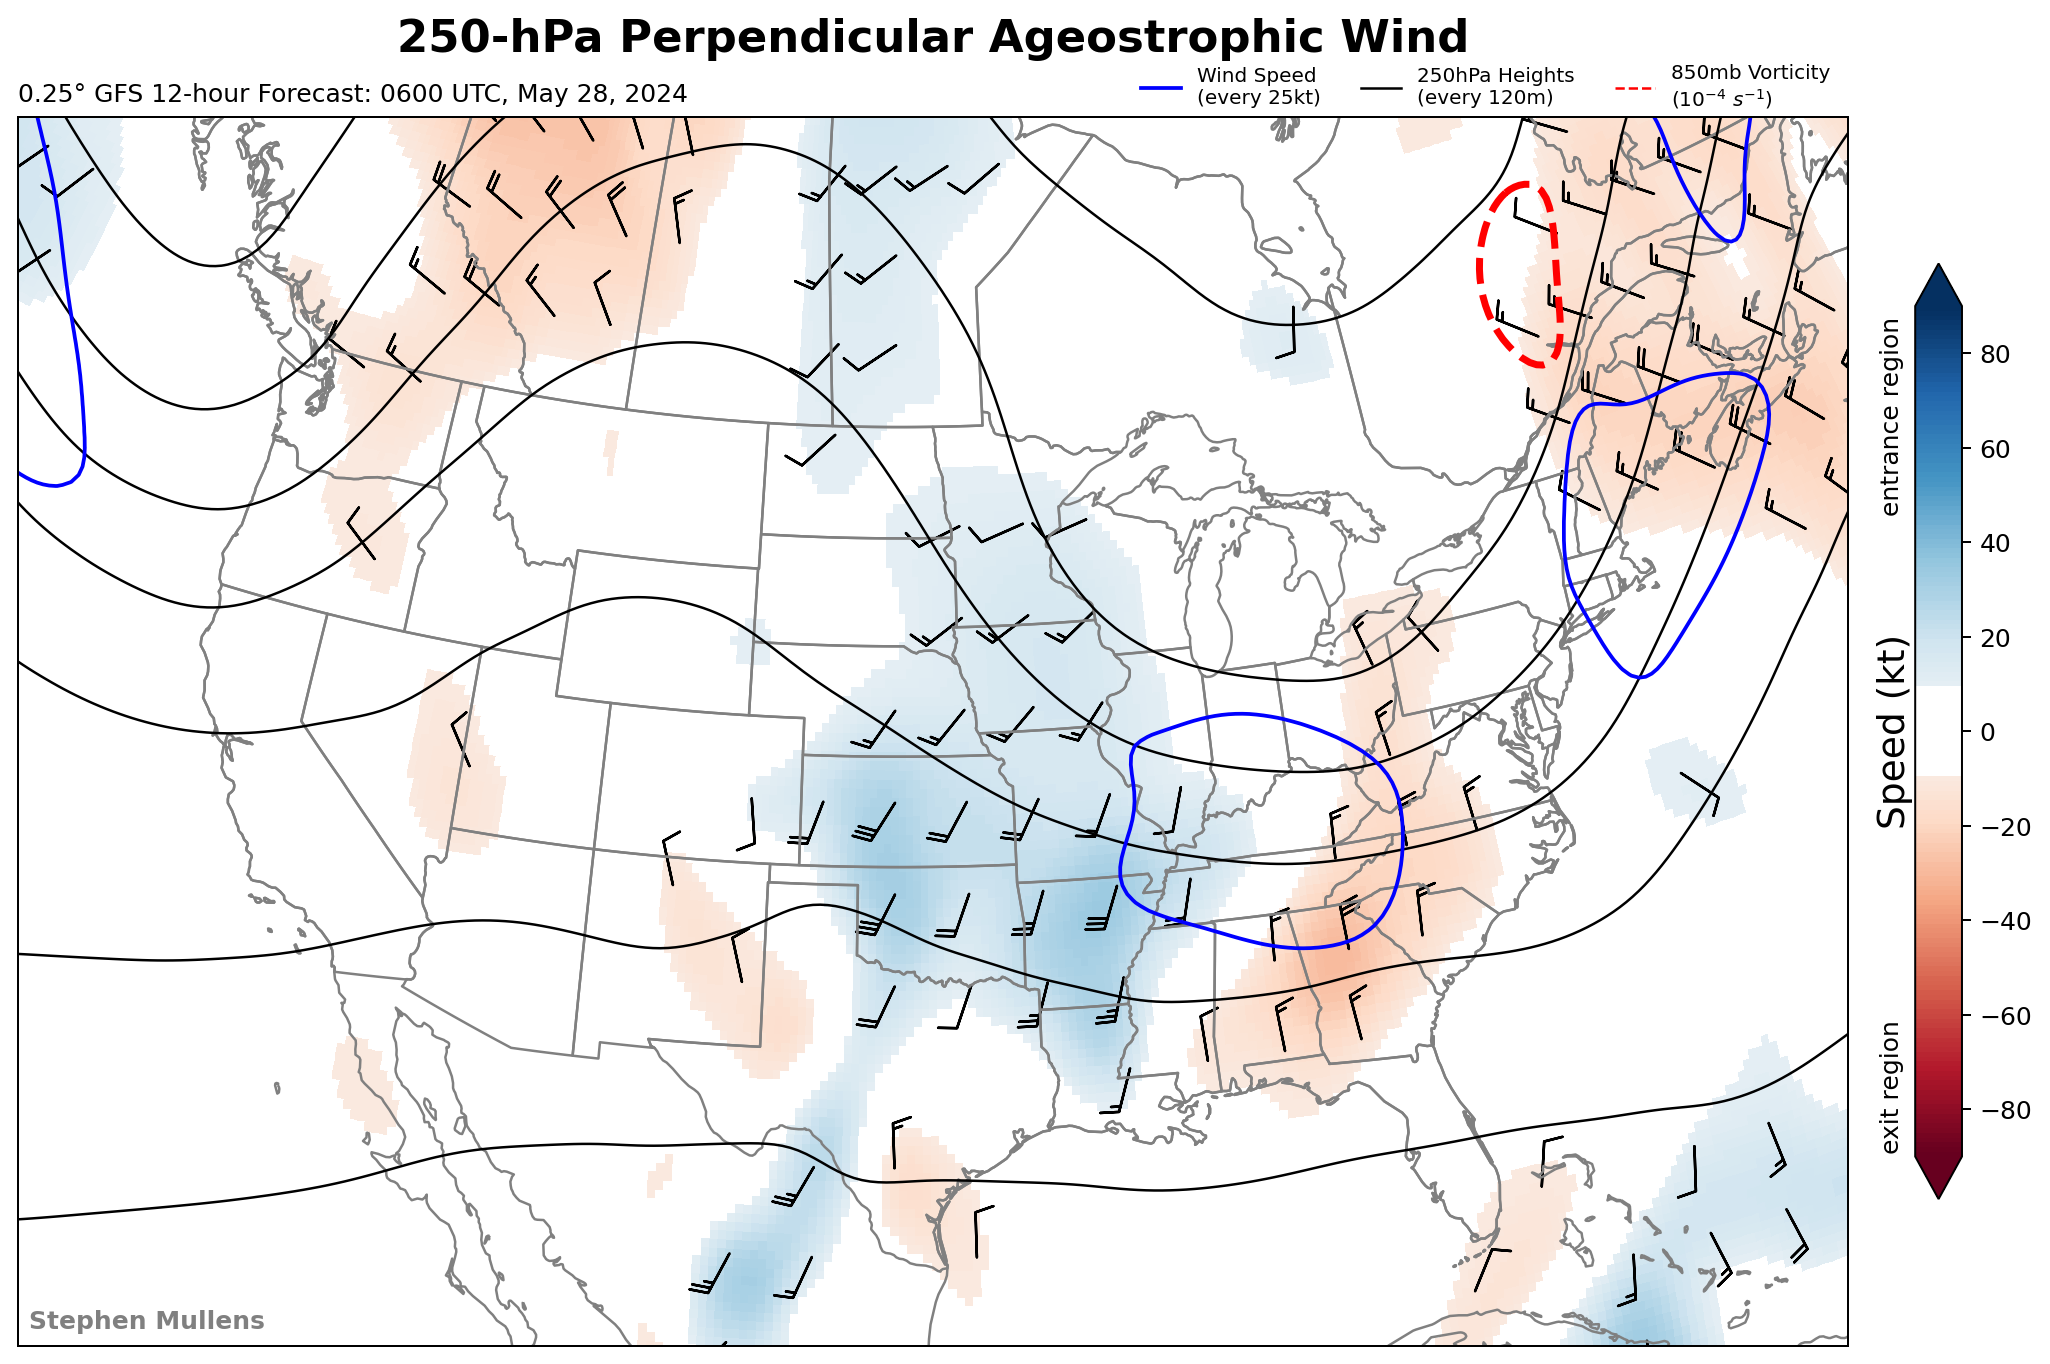 250-hPa Perpendicular Ageostrophic Wind
0.25° GFS 12-hour Forecast: 0600 UTC, May 28, 2024
Wind Speed
(every 25kt)
250hPa Heights
(every 120m)
850mb Vorticity
(10⁻⁴ s⁻¹)
entrance region
Speed (kt)
exit region
80
60
40
20
0
−20
−40
−60
−80
Stephen Mullens